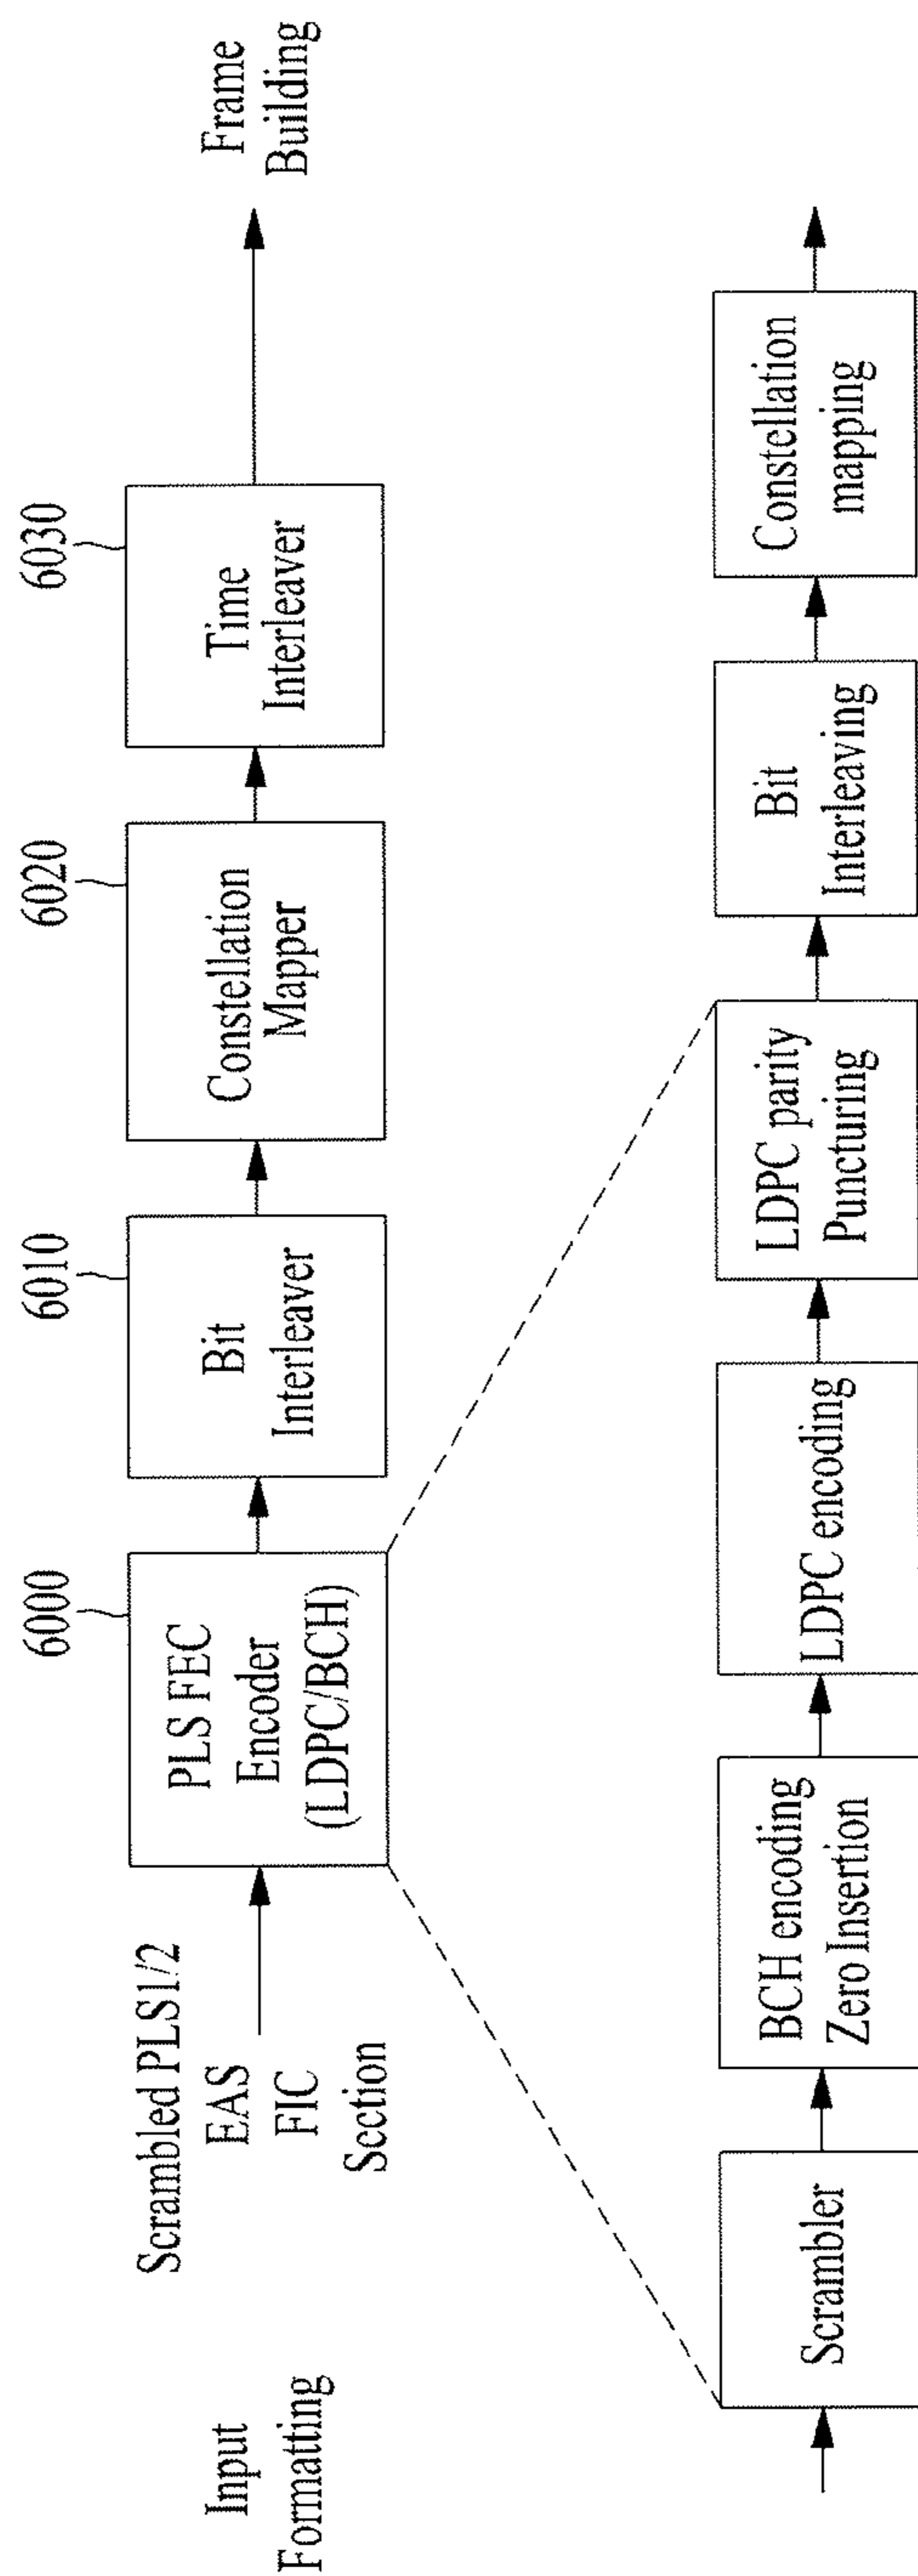 Input
Formatting
Scrambled PLS1/2
EAS
FIC
Section
6000
PLS FEC
Encoder
(LDPC/BCH)
6010
Bit
Interleaver
6020
Constellation
Mapper
6030
Time
Interleaver
Frame
Building
Scrambler
BCH encoding
Zero Insertion
LDPC encoding
LDPC parity
Puncturing
Bit
Interleaving
Constellation
mapping